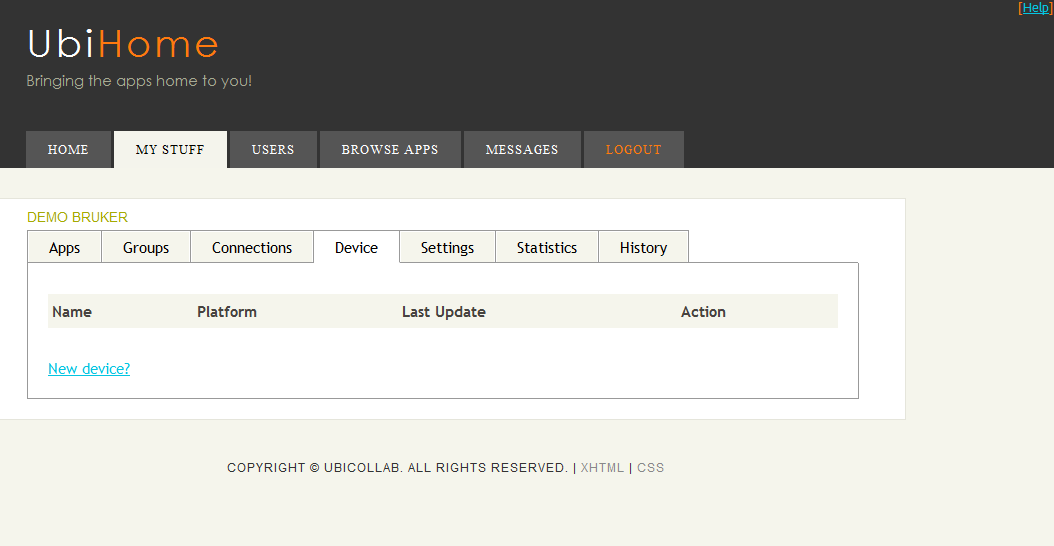 [Help]
UbiHome
Bringing the apps home to you!
HOME MY STUFF USERS BROWSE APPS MESSAGES LOGOUT
DEMO BRUKER
Apps Groups Connections Device Settings Statistics History
Name Platform Last Update Action
New device?
COPYRIGHT © UBICOLLAB. ALL RIGHTS RESERVED. | XHTML | CSS